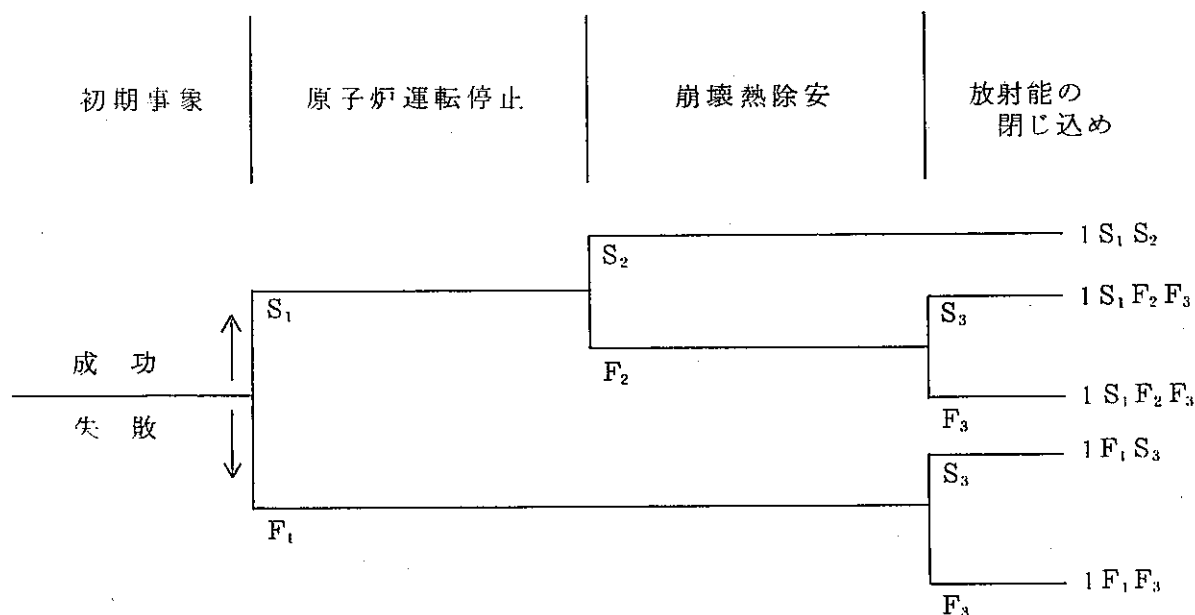 初期事象
原子炉運転停止
崩壊熱除安
放射能の
閉じ込め
S₂
1 S₁ S₂
S₁
S₃
1 S₁ F₂ F₃
成功
F₂
失敗
F₃
1 S₁ F₂ F₃
S₃
1 F₁ S₃
F₁
F₃
1 F₁ F₃